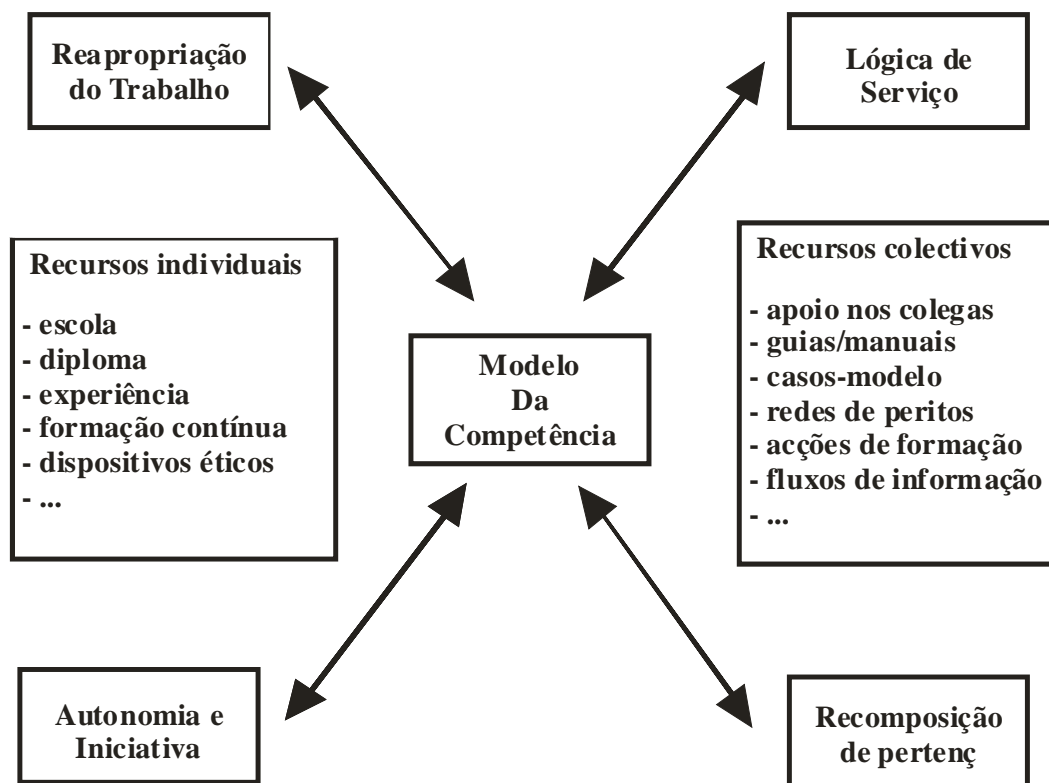 Reapropriação
do Trabalho
Lógica de
Serviço
Recursos individuais
- escola
- diploma
- experiência
- formação contínua
- dispositivos éticos
- ...
Modelo
Da
Competência
Recursos colectivos
- apoio nos colegas
- guias/manuais
- casos-modelo
- redes de peritos
- acções de formação
- fluxos de informação
- ...
Autonomia e
Iniciativa
Recomposição
de pertenç